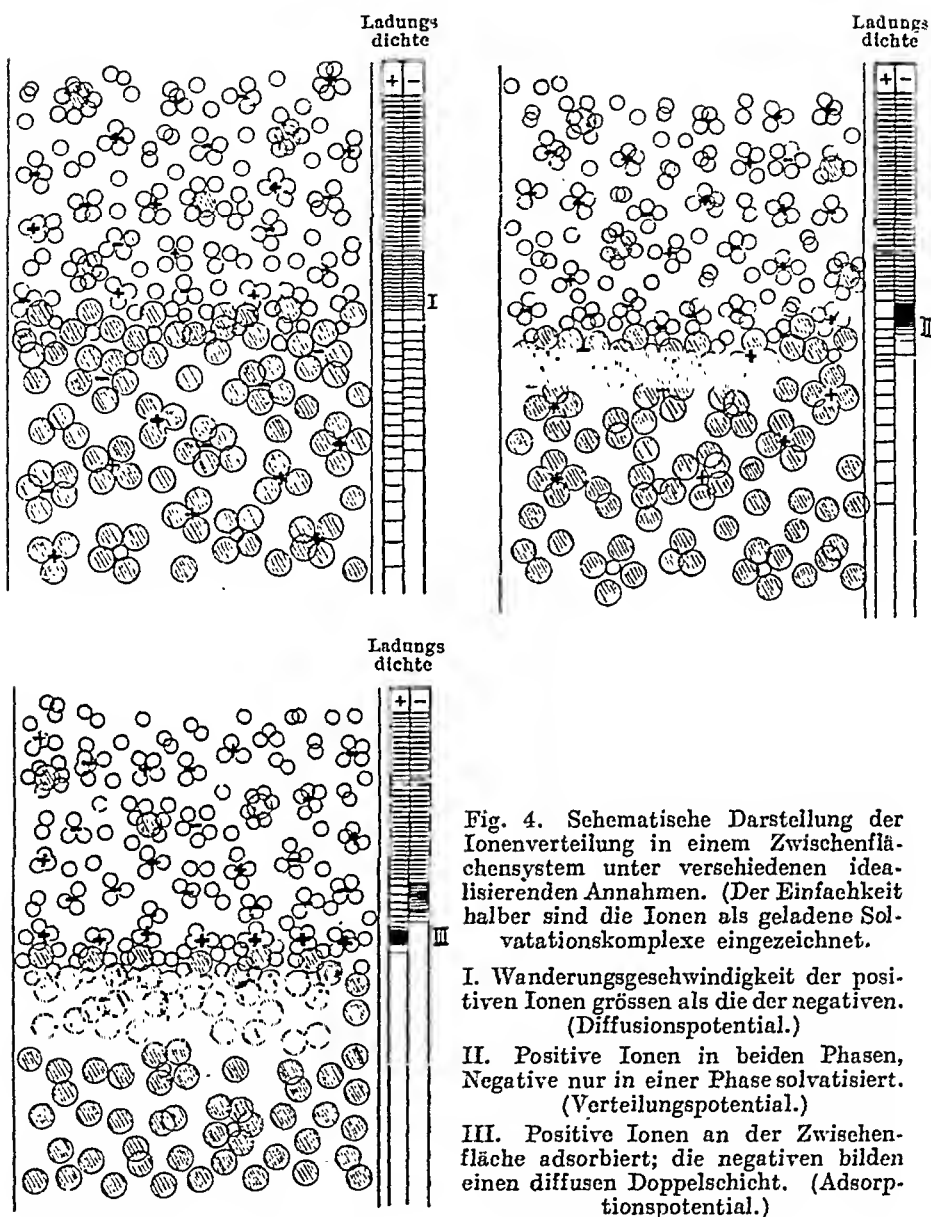 Ladungs
dichte
+ -
I
Ladungs
dichte
+ -
II
Ladungs
dichte
+ -
III
Fig. 4. Schematische Darstellung der
Ionenverteilung in einem Zwischenflä-
chensystem unter verschiedenen idea-
lisierenden Annahmen. (Der Einfachkeit
halber sind die Ionen als geladene Sol-
vatationskomplexe eingezeichnet.
I. Wanderungsgeschwindigkeit der posi-
tiven Ionen grössen als die der negativen.
(Diffusionspotential.)
II. Positive Ionen in beiden Phasen,
Negative nur in einer Phase solvatisiert.
(Verteilungspotential.)
III. Positive Ionen an der Zwischen-
fläche adsorbiert; die negativen bilden
einen diffusen Doppelschicht. (Adsorp-
tionspotential.)